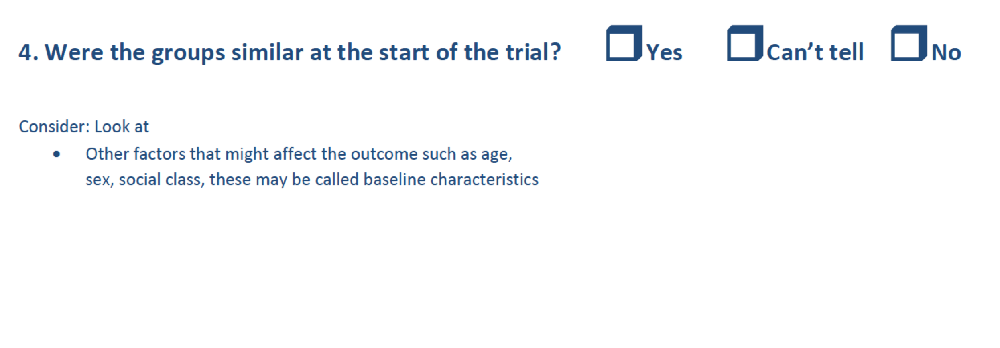 4. Were the groups similar at the start of the trial? Yes Can't tell No
Consider: Look at
• Other factors that might affect the outcome such as age,
sex, social class, these may be called baseline characteristics